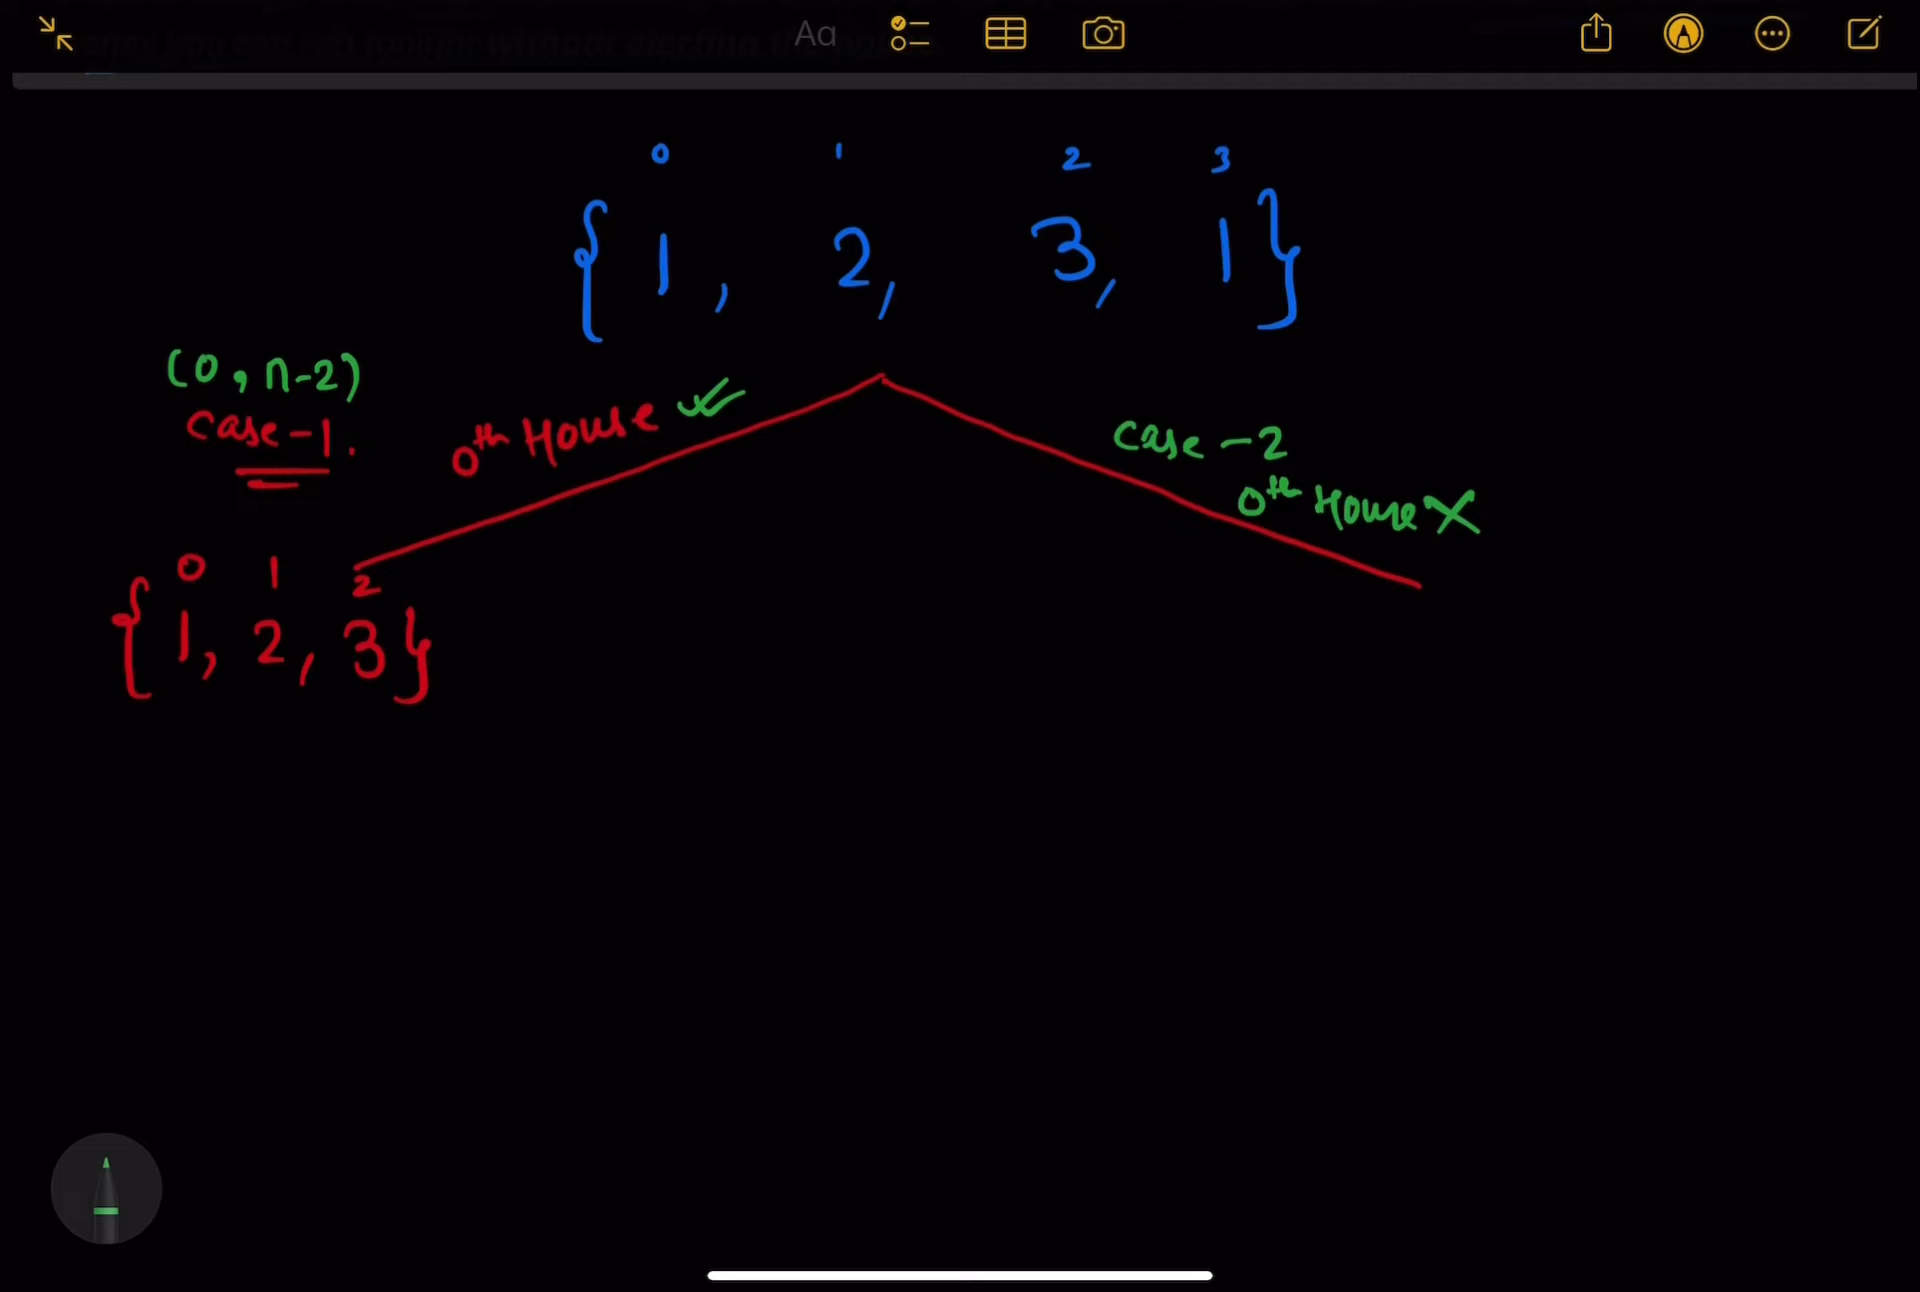 Aa
0 1 2 3
{ 1 , 2, 3, 1 }
(0, n-2)
Case-1.
0th House
Case-2
0th House
0 1 2
{ 1, 2, 3 }